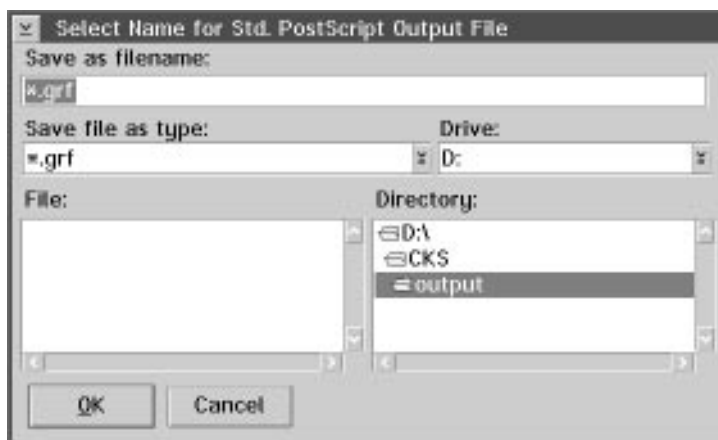 Select Name for Std. PostScript Output File
Save as filename:
*.grf
Save file as type: Drive:
*.grf D:
File: Directory:
D:\
CKS
output
OK Cancel